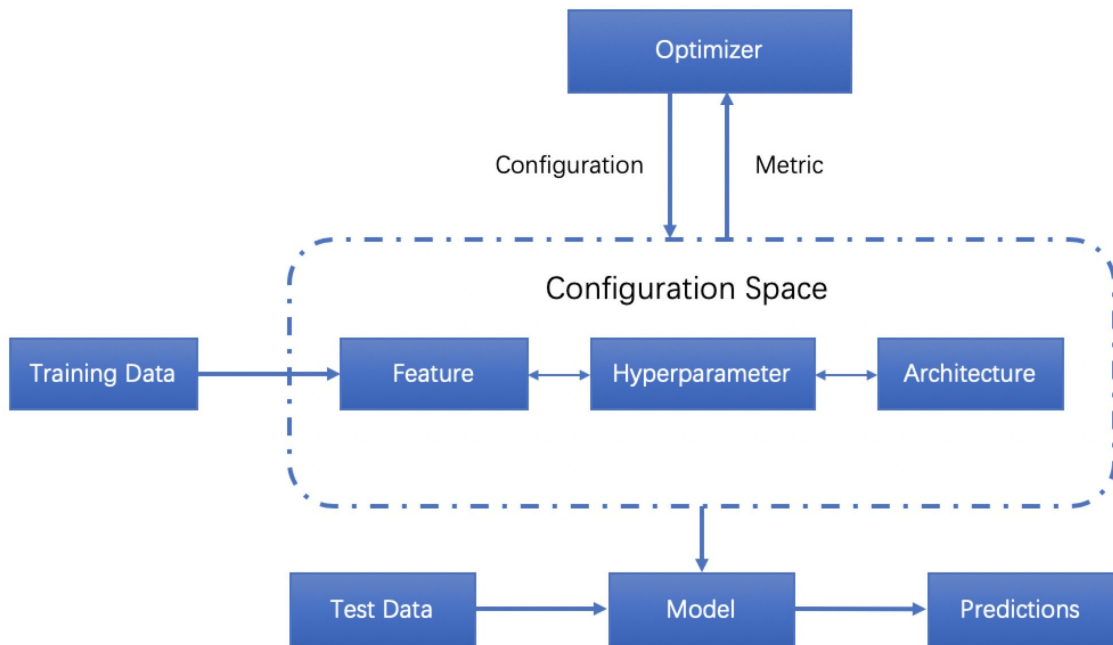 Optimizer
Configuration
Metric
Configuration Space
Training Data
Feature
Hyperparameter
Architecture
Test Data
Model
Predictions